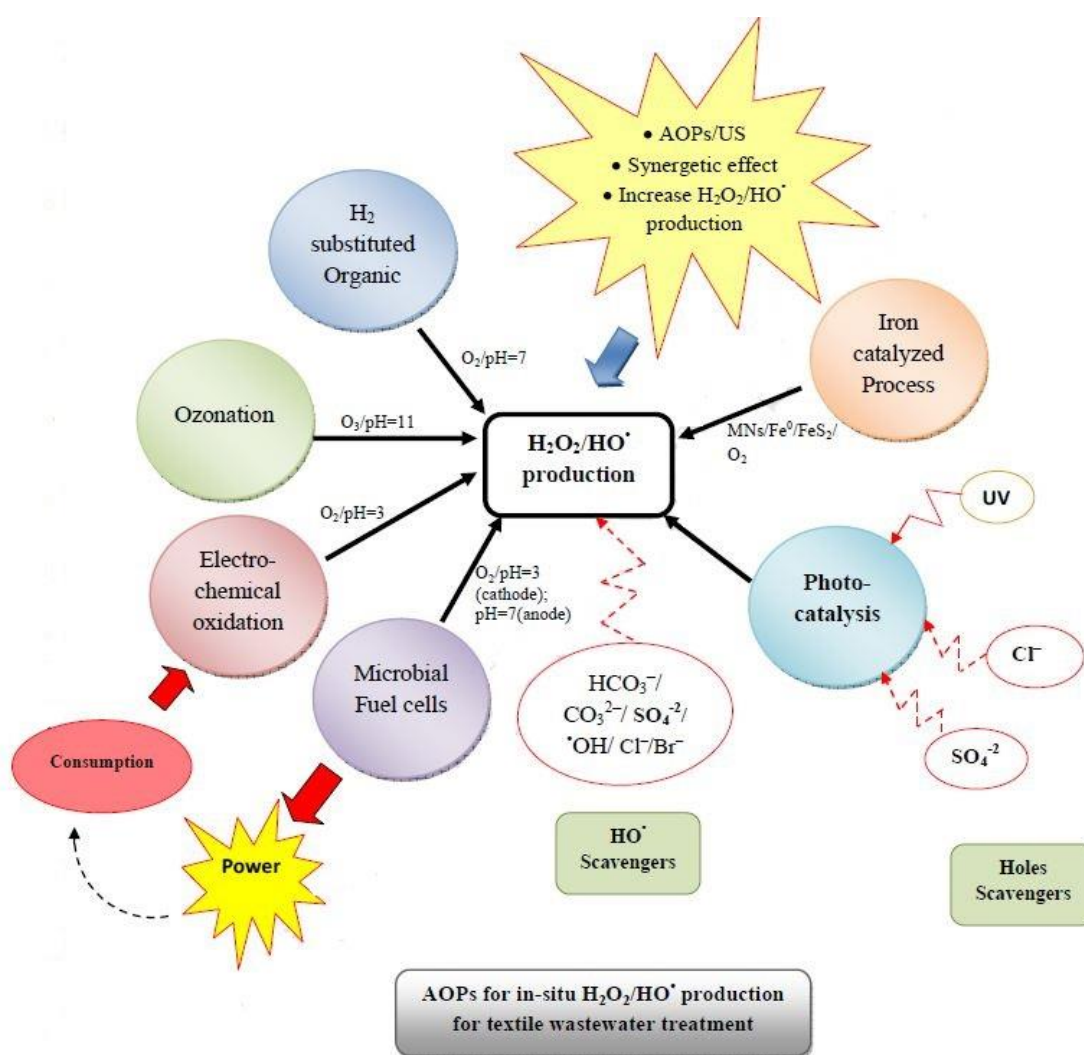 • AOPs/US
• Synergetic effect
• Increase H₂O₂/HO•
production
H₂
substituted
Organic
Iron
catalyzed
Process
O₂/pH=7
Ozonation
O₃/pH=11
H₂O₂/HO•
production
MNs/Fe⁰/FeS₂/
O₂
UV
O₂/pH=3
Electro-
chemical
oxidation
O₂/pH=3
(cathode);
pH=7(anode)
Photo-
catalysis
Cl⁻
Microbial
Fuel cells
HCO₃⁻/
CO₃²⁻/ SO₄⁻²/
•OH/ Cl⁻/Br⁻
SO₄⁻²
Consumption
Power
HO•
Scavengers
Holes
Scavengers
AOPs for in-situ H₂O₂/HO• production
for textile wastewater treatment